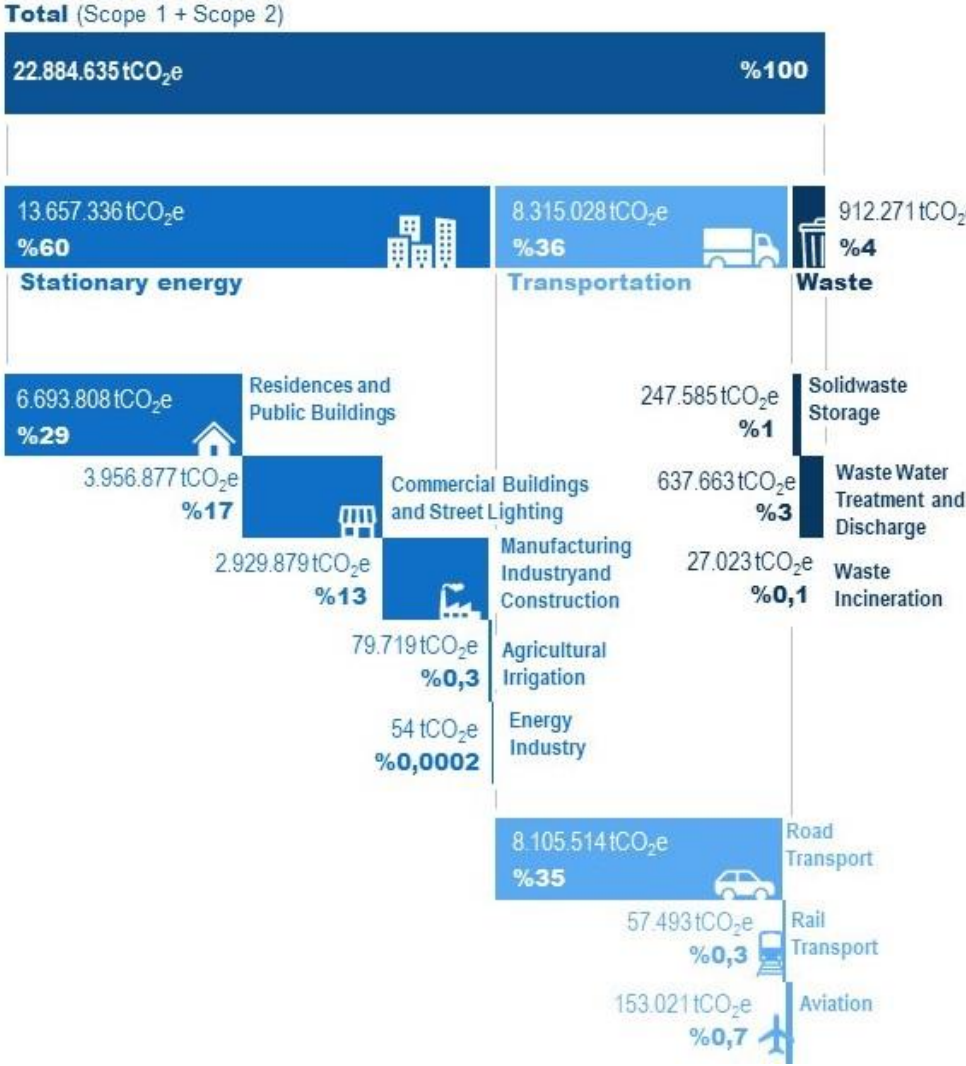 Total (Scope 1 + Scope 2)
22.884.635 tCO₂e %100
13.657.336 tCO₂e
%60
Stationary energy
8.315.028 tCO₂e
%36
Transportation
912.271 tCO₂
%4
Waste
6.693.808 tCO₂e
%29
Residences and
Public Buildings
3.956.877 tCO₂e
%17
Commercial Buildings
and Street Lighting
2.929.879 tCO₂e
%13
Manufacturing
Industryand
Construction
79.719 tCO₂e
%0,3
Agricultural
Irrigation
54 tCO₂e
%0,0002
Energy
Industry
247.585 tCO₂e
%1
Solidwaste
Storage
637.663 tCO₂e
%3
Waste Water
Treatment and
Discharge
27.023 tCO₂e
%0,1
Waste
Incineration
8.105.514 tCO₂e
%35
Road
Transport
57.493 tCO₂e
%0,3
Rail
Transport
153.021 tCO₂e
%0,7
Aviation